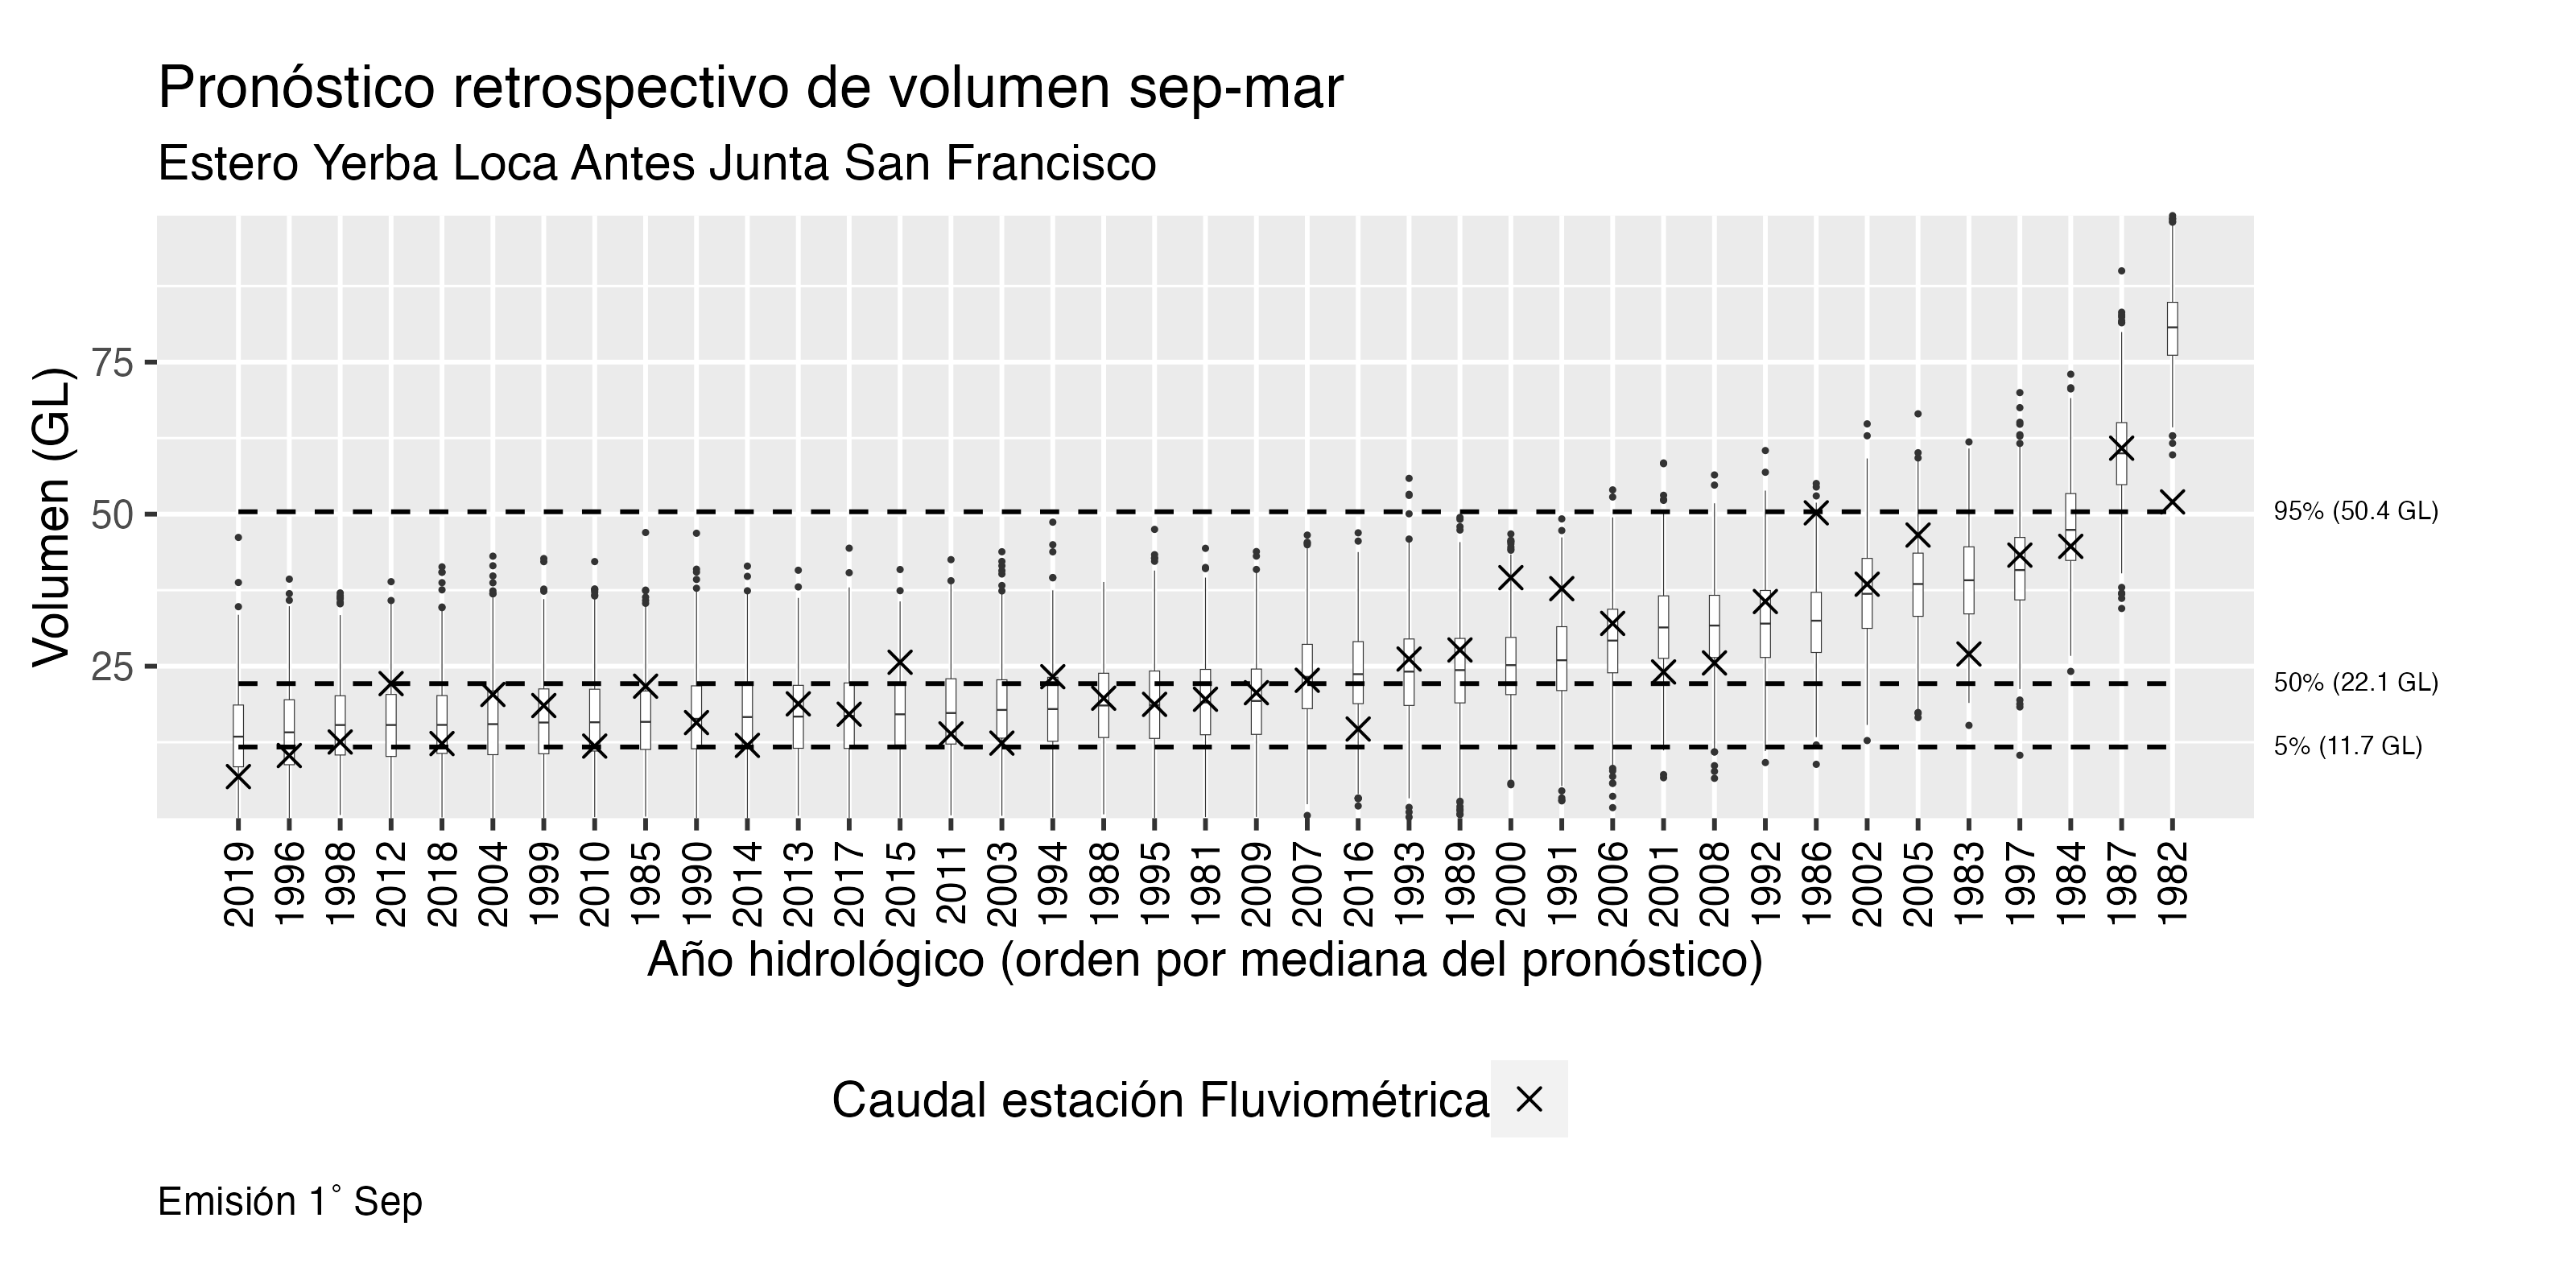 Pronóstico retrospectivo de volumen sep-mar
Estero Yerba Loca Antes Junta San Francisco
Volumen (GL)
75
50
25
95% (50.4 GL)
50% (22.1 GL)
5% (11.7 GL)
2019 1996 1998 2012 2018 2004 1999 2010 1985 1990 2014 2013 2017 2015 2011 2003 1994 1988 1995 1981 2009 2007 2016 1993 1989 2000 1991 2006 2001 2008 1992 1986 2002 2005 1983 1997 1984 1987 1982
Año hidrológico (orden por mediana del pronóstico)
Caudal estación Fluviométrica
Emisión 1° Sep